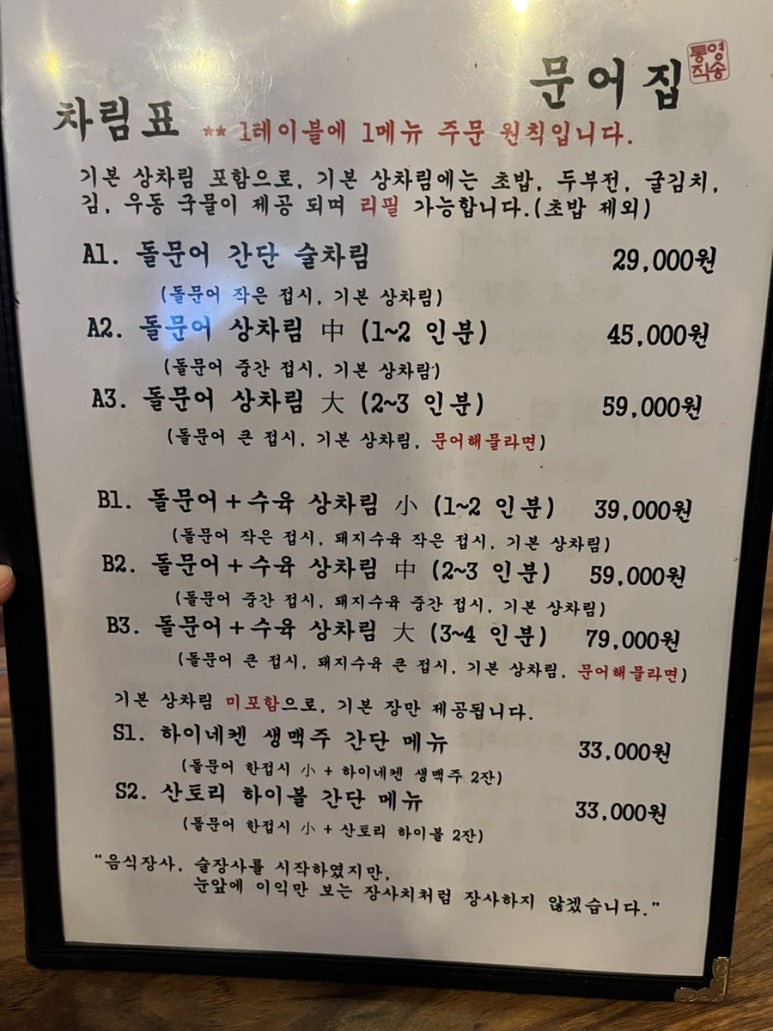 문어집
통영
직송
차림표 ** 1테이블에 1메뉴 주문 원칙입니다.
기본 상차림 포함으로, 기본 상차림에는 초밥, 두부전, 굴김치,
김, 우동 국물이 제공 되며 리필 가능합니다.(초밥 제외)
A1. 돌문어 간단 술차림 29,000원
(돌문어 작은 접시, 기본 상차림)
A2. 돌문어 상차림 中 (1~2 인분) 45,000원
(돌문어 중간 접시, 기본 상차림)
A3. 돌문어 상차림 大 (2~3 인분) 59,000원
(돌문어 큰 접시, 기본 상차림, 문어해물라면)
B1. 돌문어+수육 상차림 小 (1~2 인분) 39,000원
(돌문어 작은 접시, 돼지수육 작은 접시, 기본 상차림)
B2. 돌문어+수육 상차림 中 (2~3 인분) 59,000원
(돌문어 중간 접시, 돼지수육 중간 접시, 기본 상차림)
B3. 돌문어+수육 상차림 大 (3~4 인분) 79,000원
(돌문어 큰 접시, 돼지수육 큰 접시, 기본 상차림, 문어해물라면)
기본 상차림 미포함으로, 기본 장만 제공됩니다.
S1. 하이네켄 생맥주 간단 메뉴 33,000원
(돌문어 한접시 小 + 하이네켄 생맥주 2잔)
S2. 산토리 하이볼 간단 메뉴 33,000원
(돌문어 한접시 小 + 산토리 하이볼 2잔)
"음식장사, 술장사를 시작하였지만,
눈앞에 이익만 보는 장사치처럼 장사하지 않겠습니다."